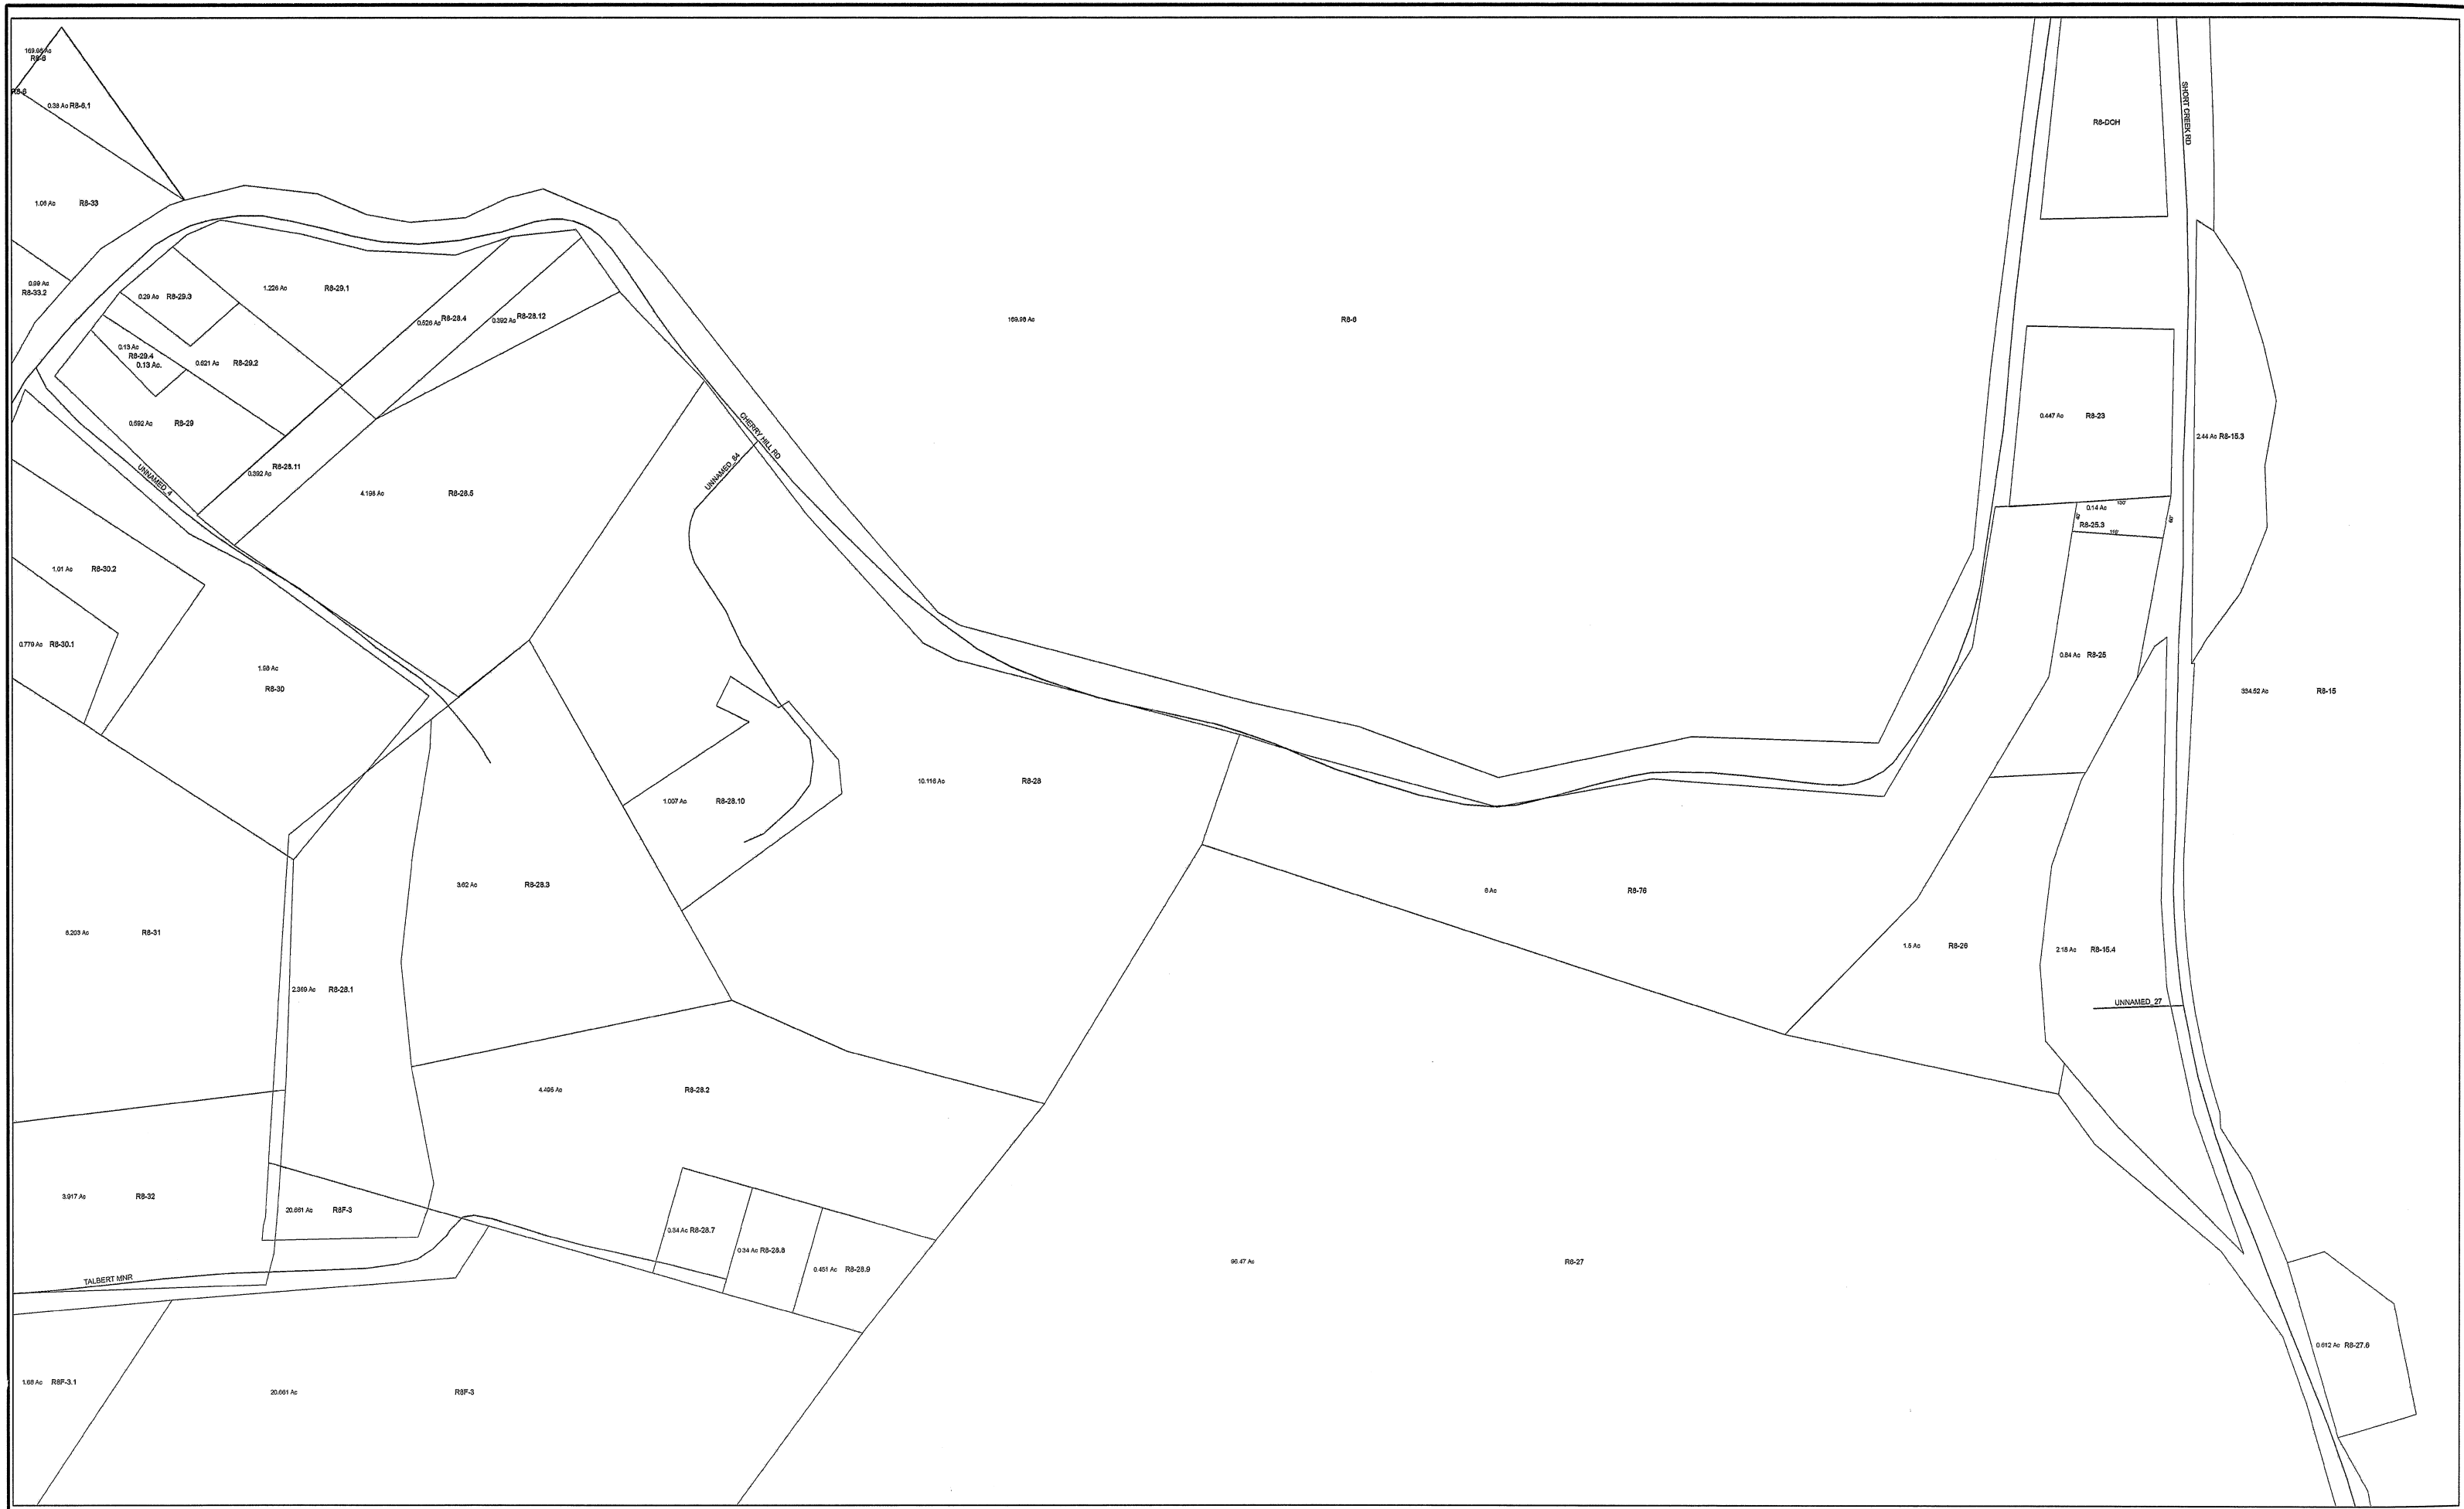 169.98 Ac
R8-6
R8-6
0.38 Ac R8-6.1
1.06 Ac R8-33
0.99 Ac
R8-33.2
0.29 Ac R8-29.3
1.226 Ac R8-29.1
0.526 Ac R8-28.4
0.392 Ac R8-28.12
0.13 Ac
R8-29.4
0.13 Ac.
0.621 Ac R8-29.2
0.592 Ac R8-29
0.392 Ac R8-28.11
UNNAMED_4
4.198 Ac R8-28.5
CHERRY HILL RD
UNNAMED_64
169.98 Ac R8-6
R8-DOH
SHORT CREEK RD
0.447 Ac R8-23
2.44 Ac R8-15.3
130'
0.14 Ac
R8-25.3
110'
60'
0.84 Ac R8-25
334.52 Ac R8-15
1.01 Ac R8-30.2
0.779 Ac R8-30.1
1.98 Ac
R8-30
1.007 Ac R8-28.10
10.116 Ac R8-28
3.62 Ac R8-28.3
6 Ac R8-76
8.203 Ac R8-31
1.5 Ac R8-26
2.18 Ac R8-15.4
2.369 Ac R8-28.1
UNNAMED_27
4.495 Ac R8-28.2
3.917 Ac R8-32
20.661 Ac R8F-3
0.34 Ac R8-28.7
0.34 Ac R8-28.8
0.451 Ac R8-28.9
96.47 Ac R8-27
TALBERT MNR
0.612 Ac R8-27.6
1.68 Ac R8F-3.1
20.661 Ac R8F-3